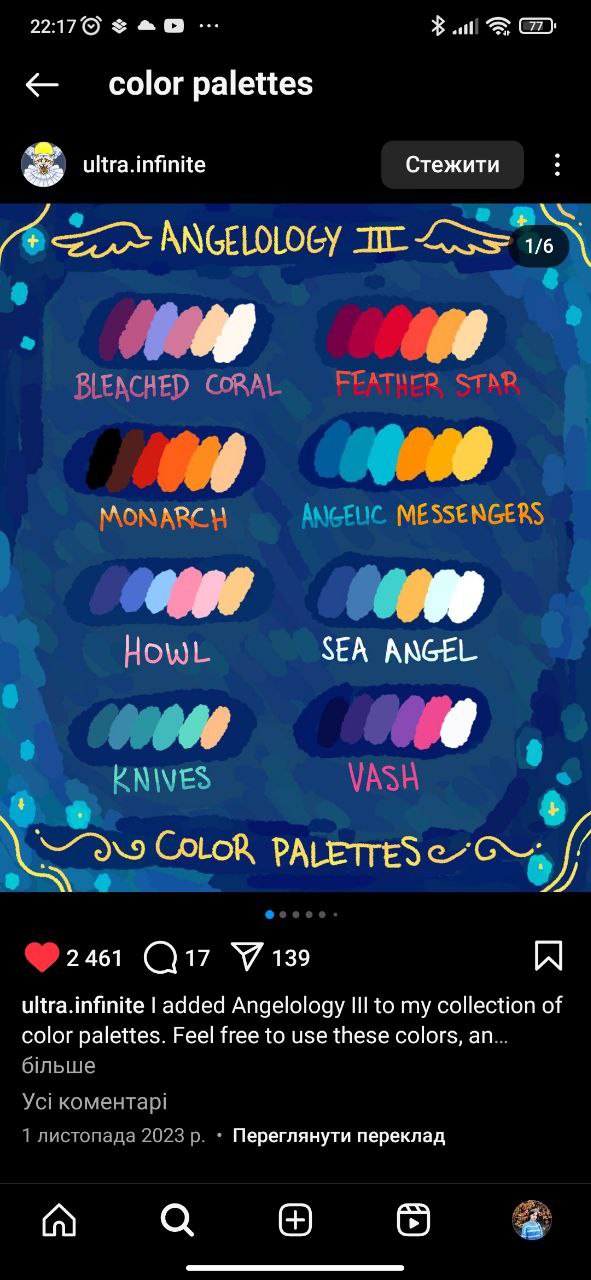 22:17
77
color palettes
ultra.infinite
Стежити
ANGELOLOGY III
1/6
BLEACHED CORAL
FEATHER STAR
MONARCH
ANGELIC MESSENGERS
HOWL
SEA ANGEL
KNIVES
VASH
COLOR PALETTES
2 461
17
139
ultra.infinite I added Angelology III to my collection of
color palettes. Feel free to use these colors, an...
більше
Усі коментарі
1 листопада 2023 р. • Переглянути переклад